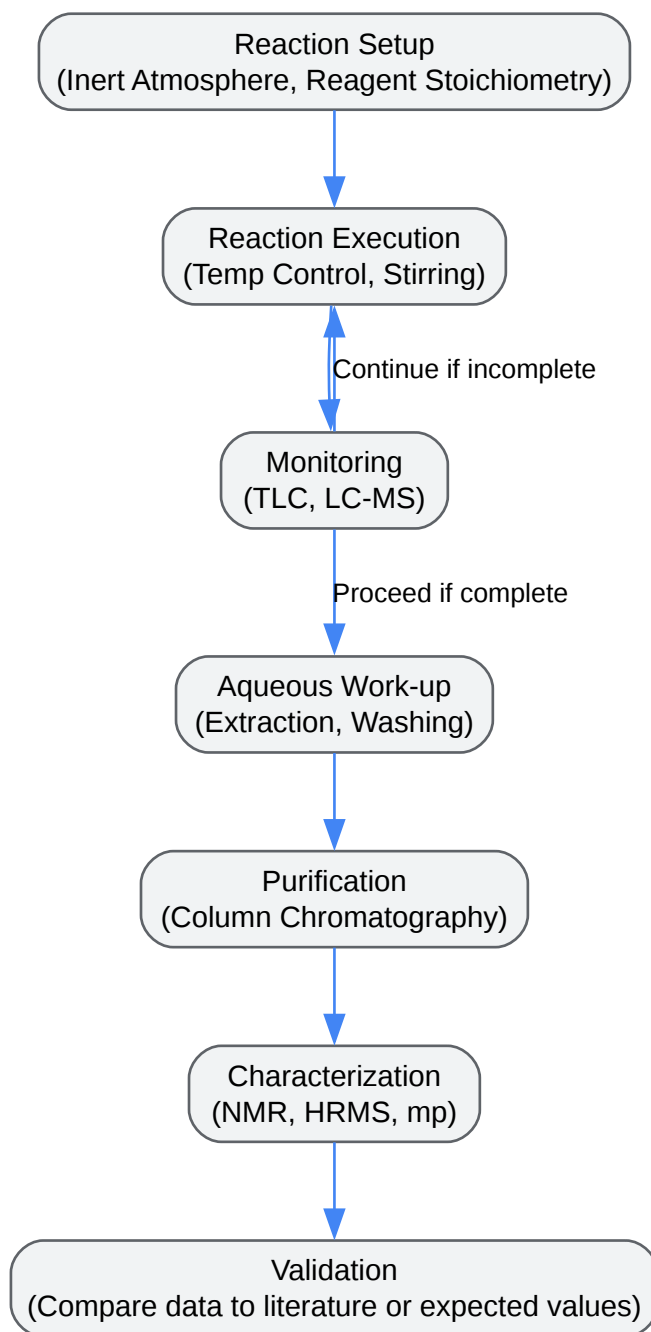 Reaction Setup
(Inert Atmosphere, Reagent Stoichiometry)
Reaction Execution
(Temp Control, Stirring)
Continue if incomplete
Monitoring
(TLC, LC-MS)
Proceed if complete
Aqueous Work-up
(Extraction, Washing)
Purification
(Column Chromatography)
Characterization
(NMR, HRMS, mp)
Validation
(Compare data to literature or expected values)